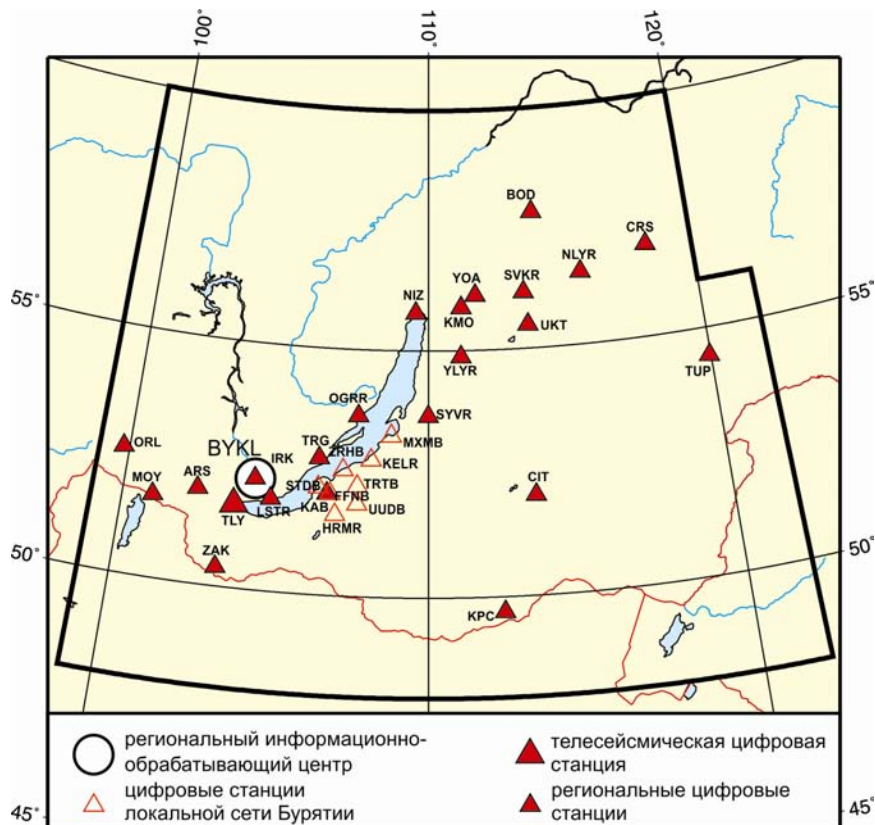 100°
110°
120°
BOD
CRS
NLYR
YOA
SVKR
NIZ
55°
55°
KMO
UKT
YLYR
TUP
OGRR
SYVR
MXMB
ORL
BYKL
IRK
TRG
ZRHB
KELR
MOY
ARS
STDB
TRTB
CIT
FFNB
TLY
LSTR
KAB
UUDB
HRMR
ZAK
50°
50°
KPC
4
региональный информационно-
обрабатывающий центр
цифровые станции
локальной сети Бурятии
телесейсмическая цифровая
станция
региональные цифровые
станции
45°
45°